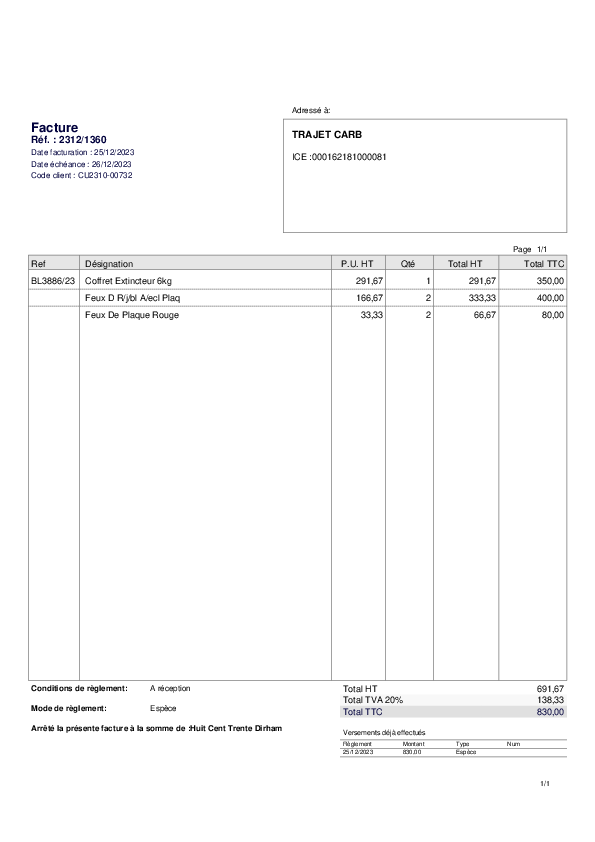 Adressé à:
Facture
Réf. : 2312/1360
Date facturation : 25/12/2023
Date échéance : 26/12/2023
Code client : CU2310-00732
TRAJET CARB
ICE :000162181000081
Page 1/1
Ref Désignation P.U. HT Qté Total HT Total TTC
BL3886/23 Coffret Extincteur 6kg 291,67 1 291,67 350,00
Feux D R/j/bl A/ecl Plaq 166,67 2 333,33 400,00
Feux De Plaque Rouge 33,33 2 66,67 80,00
Conditions de règlement: A réception
Mode de règlement: Espèce
Arrêté la présente facture à la somme de :Huit Cent Trente Dirham
Total HT 691,67
Total TVA 20% 138,33
Total TTC 830,00
Versements déjà effectués
Règlement Montant Type Num
25/12/2023 830,00 Espèce
1/1